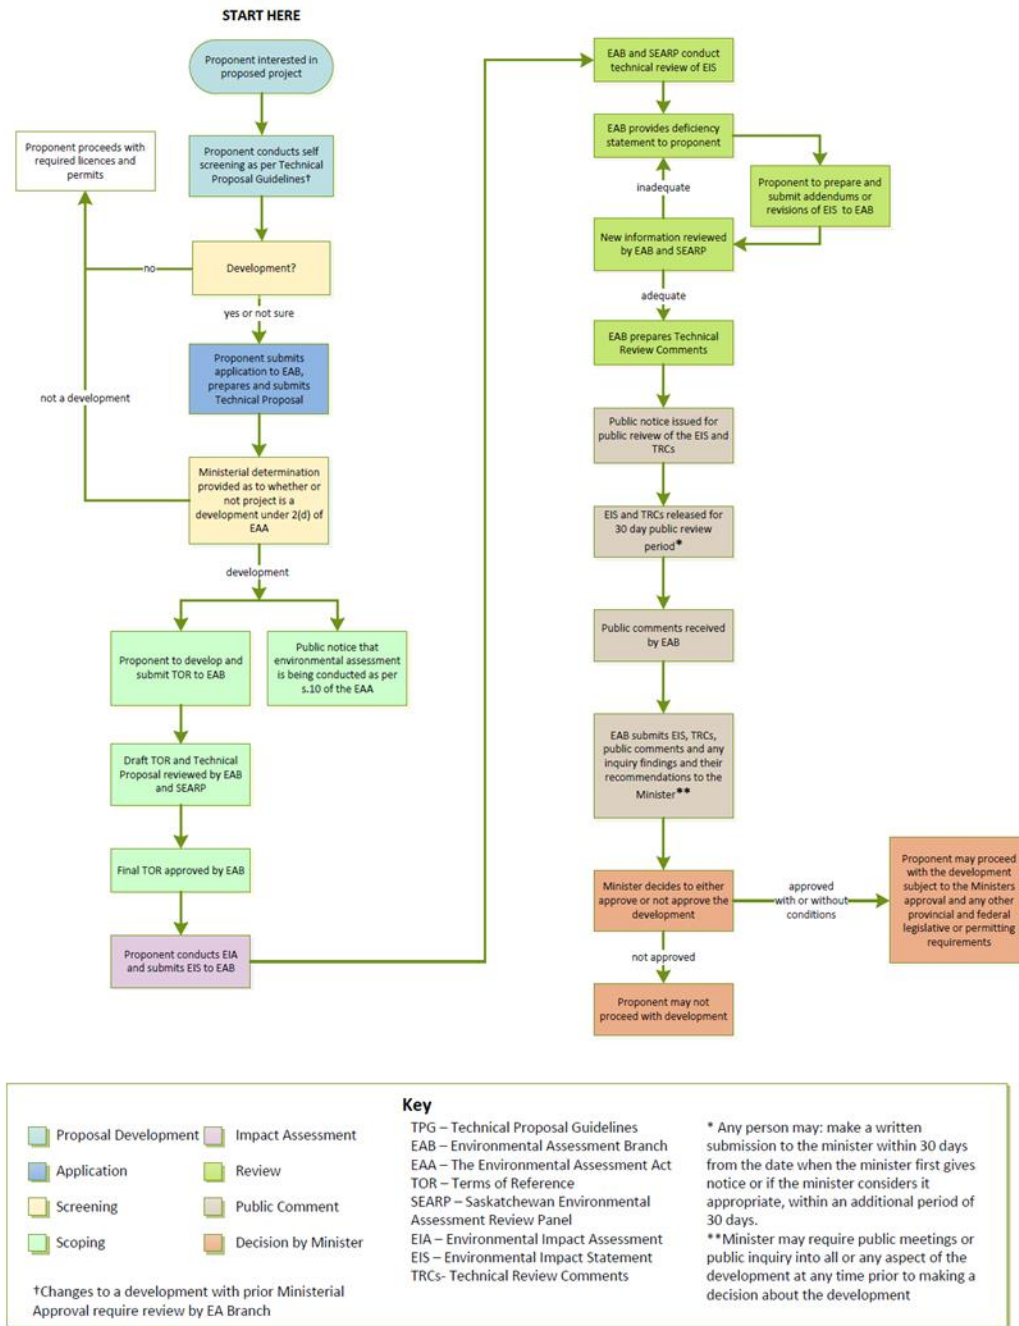 START HERE
Proponent interested in
proposed project
Proponent proceeds with
required licences and
permits
Proponent conducts self
screening as per Technical
Proposal Guidelines†
no
Development?
yes or not sure
Proponent submits
application to EAB,
prepares and submits
Technical Proposal
not a development
Ministerial determination
provided as to whether or
not project is a
development under 2(d) of
EAA
development
Proponent to develop and
submit TOR to EAB
Public notice that
environmental assessment
is being conducted as per
s.10 of the EAA
Draft TOR and Technical
Proposal reviewed by EAB
and SEARP
Final TOR approved by EAB
Proponent conducts EIA
and submits EIS to EAB
EAB and SEARP conduct
technical review of EIS
EAB provides deficiency
statement to proponent
inadequate
Proponent to prepare and
submit addendums or
revisions of EIS to EAB
New information reviewed
by EAB and SEARP
adequate
EAB prepares Technical
Review Comments
Public notice issued for
public reivew of the EIS and
TRCs
EIS and TRCs released for
30 day public review
period*
Public comments received
by EAB
EAB submits EIS, TRCs,
public comments and any
inquiry findings and their
recommendations to the
Minister**
Minister decides to either
approve or not approve the
development
approved
with or without
conditions
Proponent may proceed
with the development
subject to the Ministers
approval and any other
provincial and federal
legislative or permitting
requirements
not approved
Proponent may not
proceed with development
Proposal Development
Application
Screening
Scoping
Impact Assessment
Review
Public Comment
Decision by Minister
†Changes to a development with prior Ministerial
Approval require review by EA Branch
Key
TPG – Technical Proposal Guidelines
EAB – Environmental Assessment Branch
EAA – The Environmental Assessment Act
TOR – Terms of Reference
SEARP – Saskatchewan Environmental
Assessment Review Panel
EIA – Environmental Impact Assessment
EIS – Environmental Impact Statement
TRCs- Technical Review Comments
* Any person may: make a written
submission to the minister within 30 days
from the date when the minister first gives
notice or if the minister considers it
appropriate, within an additional period of
30 days.
**Minister may require public meetings or
public inquiry into all or any aspect of the
development at any time prior to making a
decision about the development